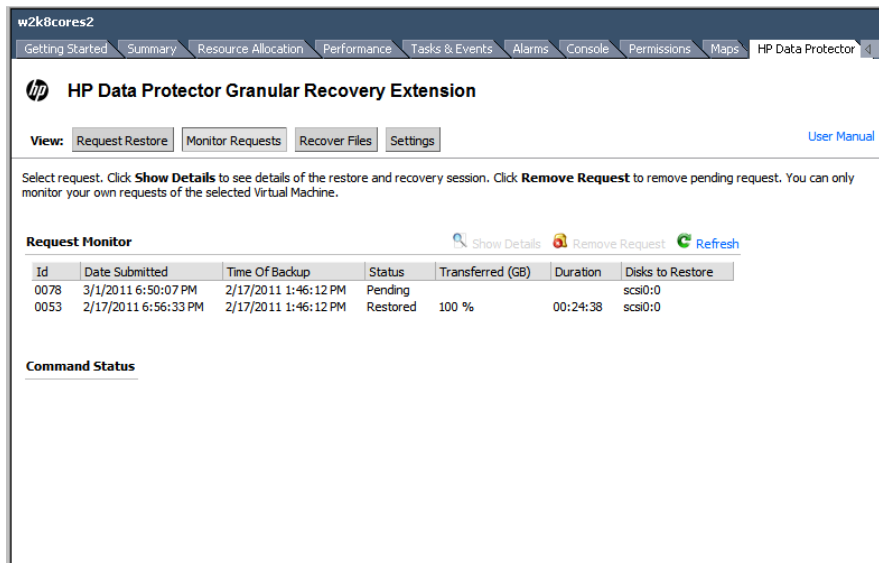 w2k8cores2
Getting Started Summary Resource Allocation Performance Tasks & Events Alarms Console Permissions Maps HP Data Protector
hp HP Data Protector Granular Recovery Extension
View: Request Restore Monitor Requests Recover Files Settings User Manual
Select request. Click Show Details to see details of the restore and recovery session. Click Remove Request to remove pending request. You can only
monitor your own requests of the selected Virtual Machine.
Request Monitor Show Details Remove Request Refresh
Id Date Submitted Time Of Backup Status Transferred (GB) Duration Disks to Restore
0078 3/1/2011 6:50:07 PM 2/17/2011 1:46:12 PM Pending scsi0:0
0053 2/17/2011 6:56:33 PM 2/17/2011 1:46:12 PM Restored 100 % 00:24:38 scsi0:0
Command Status